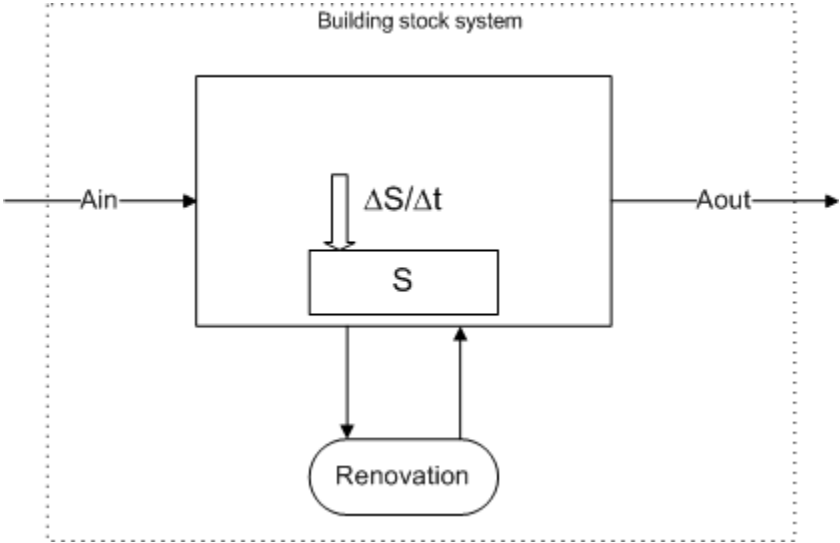 Building stock system
Ain
ΔS/Δt
Aout
S
Renovation